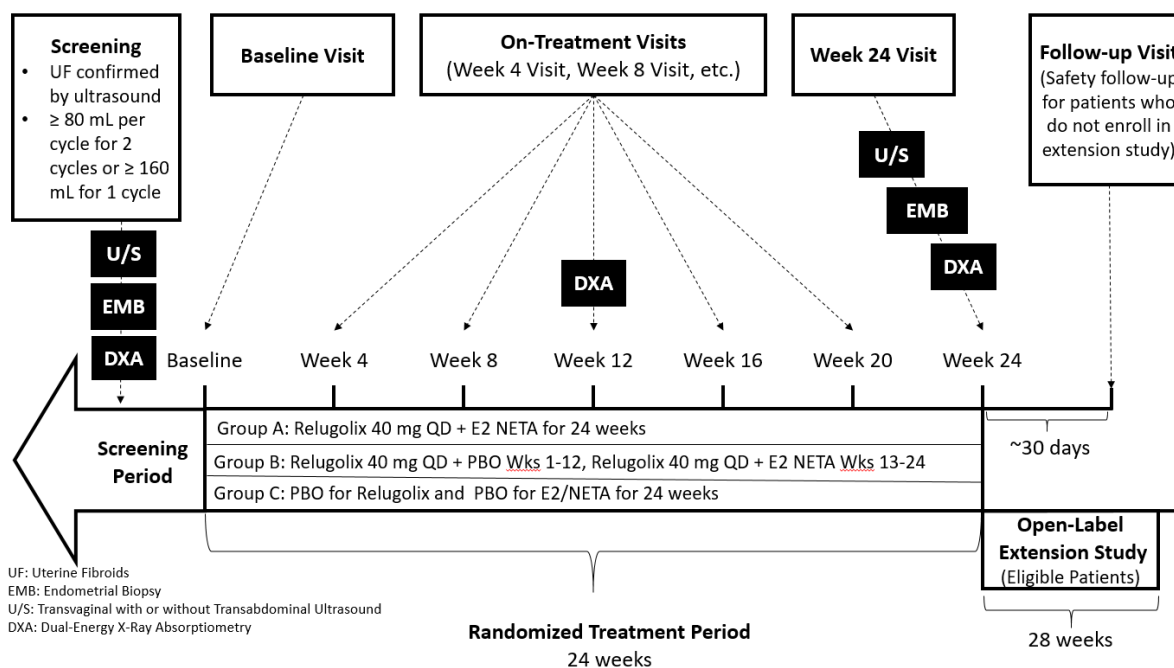 Screening
• UF confirmed
by ultrasound
• ≥ 80 mL per
cycle for 2
cycles or ≥ 160
mL for 1 cycle
Baseline Visit
On-Treatment Visits
(Week 4 Visit, Week 8 Visit, etc.)
Week 24 Visit
Follow-up Visit
(Safety follow-up
for patients who
do not enroll in
extension study)
U/S
EMB
DXA
DXA
U/S
EMB
DXA
Baseline
Week 4
Week 8
Week 12
Week 16
Week 20
Week 24
Screening
Period
Group A: Relugolix 40 mg QD + E2 NETA for 24 weeks
Group B: Relugolix 40 mg QD + PBO Wks 1-12, Relugolix 40 mg QD + E2 NETA Wks 13-24
Group C: PBO for Relugolix and PBO for E2/NETA for 24 weeks
~30 days
Open-Label
Extension Study
(Eligible Patients)
28 weeks
Randomized Treatment Period
24 weeks
UF: Uterine Fibroids
EMB: Endometrial Biopsy
U/S: Transvaginal with or without Transabdominal Ultrasound
DXA: Dual-Energy X-Ray Absorptiometry